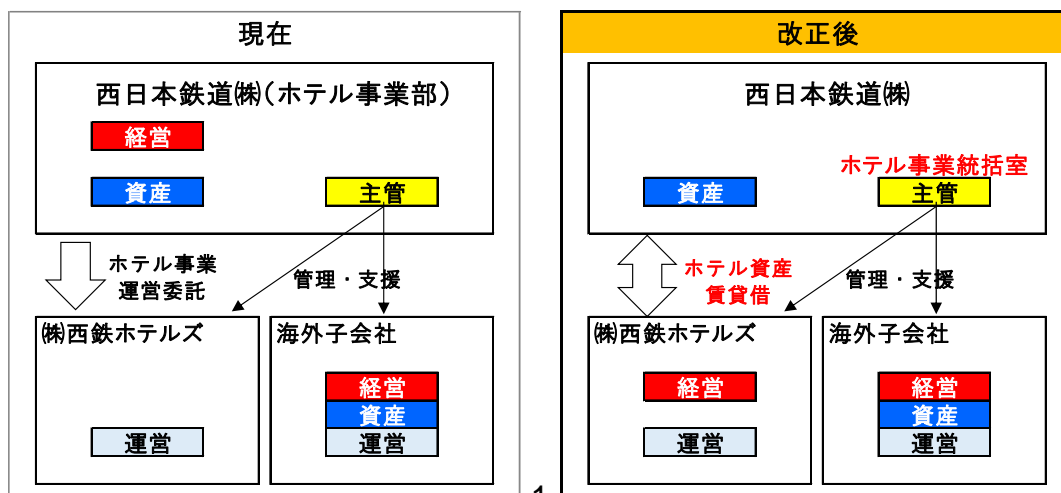 現在
西日本鉄道㈱（ホテル事業部）
経営
資産
主管
ホテル事業
運営委託
管理・支援
㈱西鉄ホテルズ
運営
海外子会社
経営
資産
運営
1
改正後
西日本鉄道㈱
ホテル事業統括室
資産
主管
ホテル資産
賃貸借
管理・支援
㈱西鉄ホテルズ
経営
運営
海外子会社
経営
資産
運営